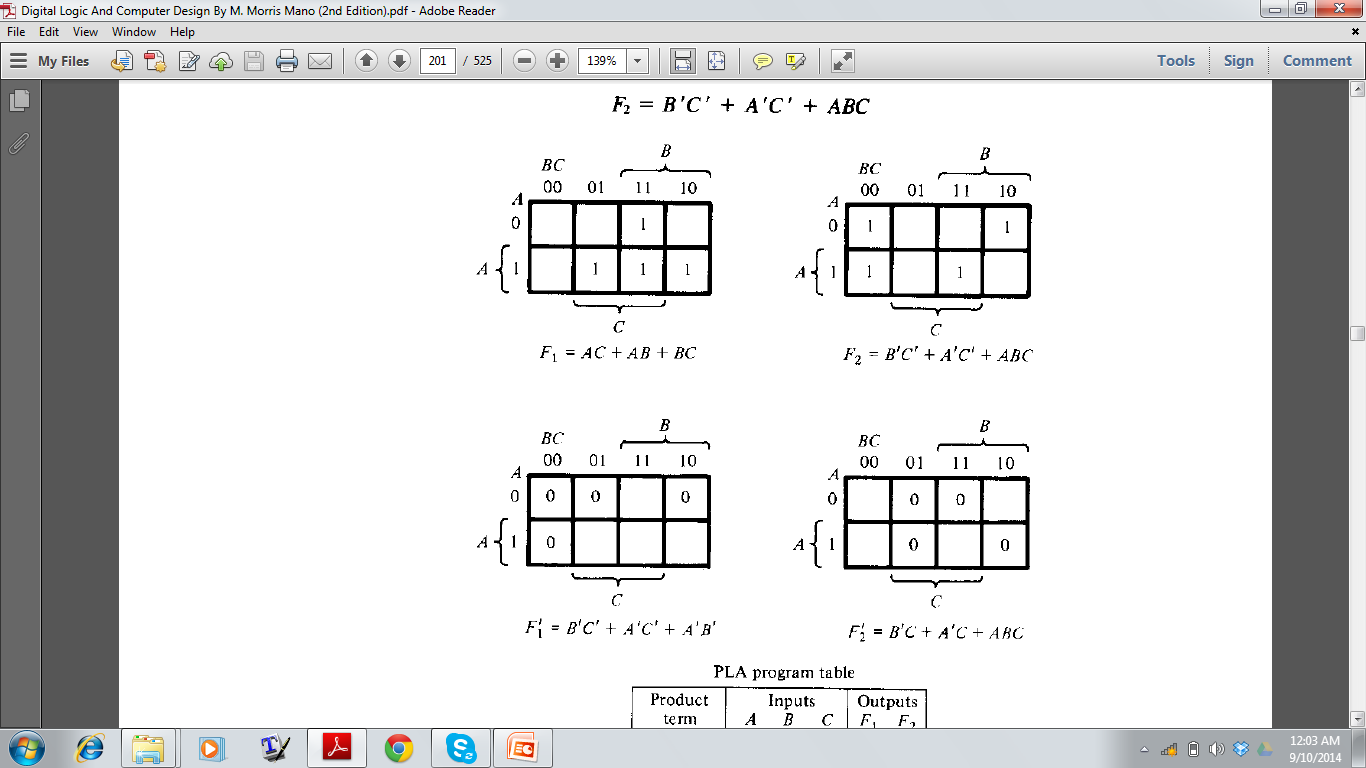 Digital Logic And Computer Design By M. Morris Mano (2nd Edition).pdf - Adobe Reader
File Edit View Window Help
My Files 201 / 525 139% Tools Sign Comment
F₂ = B'C' + A'C' + ABC
B
BC
00 01 11 10
A
0 1
A 1 1 1 1
C
F₁ = AC + AB + BC
B
BC
00 01 11 10
A
0 1 1
A 1 1 1
C
F₂ = B'C' + A'C' + ABC
B
BC
00 01 11 10
A
0 0 0 0
A 1 0
C
F₁' = B'C' + A'C' + A'B'
B
BC
00 01 11 10
A
0 0 0
A 1 0 0
C
F₂' = B'C + A'C + ABC
PLA program table
Product Inputs Outputs
term A B C F₁ F₂
12:03 AM
9/10/2014